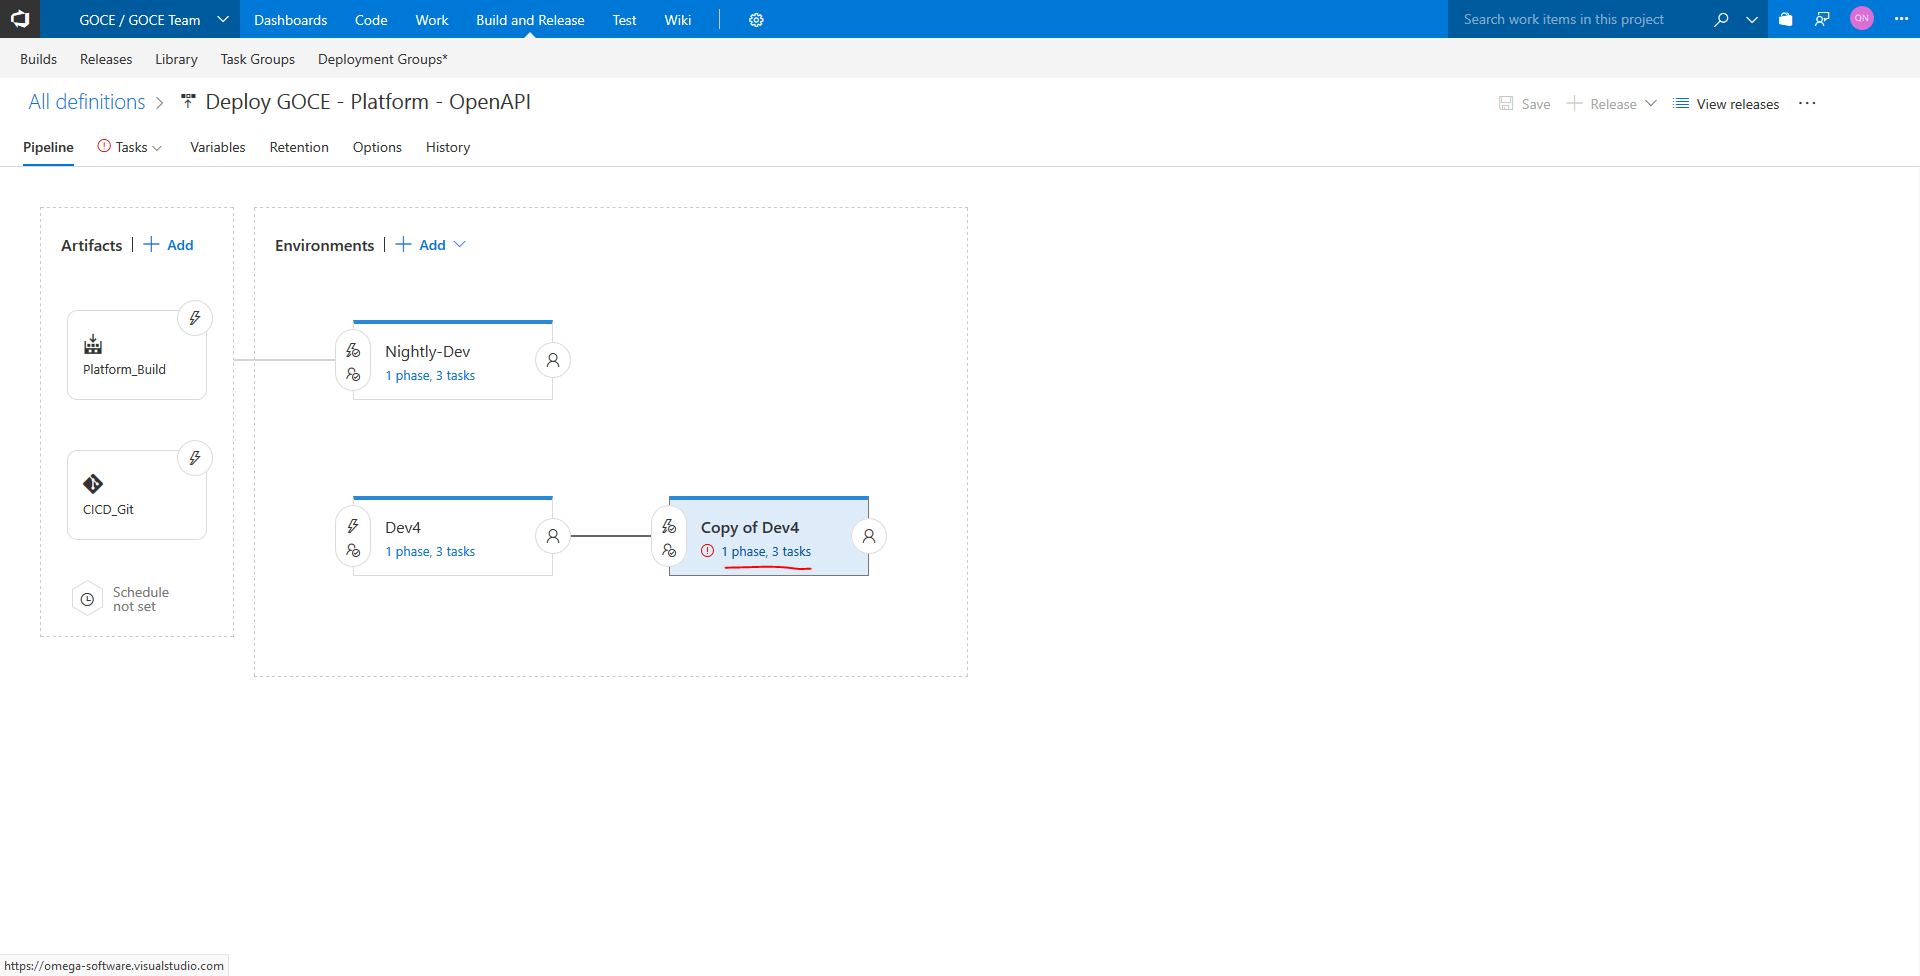 GOCE / GOCE Team Dashboards Code Work Build and Release Test Wiki Search work items in this project QN
Builds Releases Library Task Groups Deployment Groups*
All definitions > Deploy GOCE - Platform - OpenAPI Save + Release View releases ...
Pipeline Tasks Variables Retention Options History
Artifacts | + Add
Environments | + Add
Nightly-Dev
1 phase, 3 tasks
Platform_Build
Dev4
1 phase, 3 tasks
Copy of Dev4
1 phase, 3 tasks
CICD_Git
Schedule
not set
https://omega-software.visualstudio.com